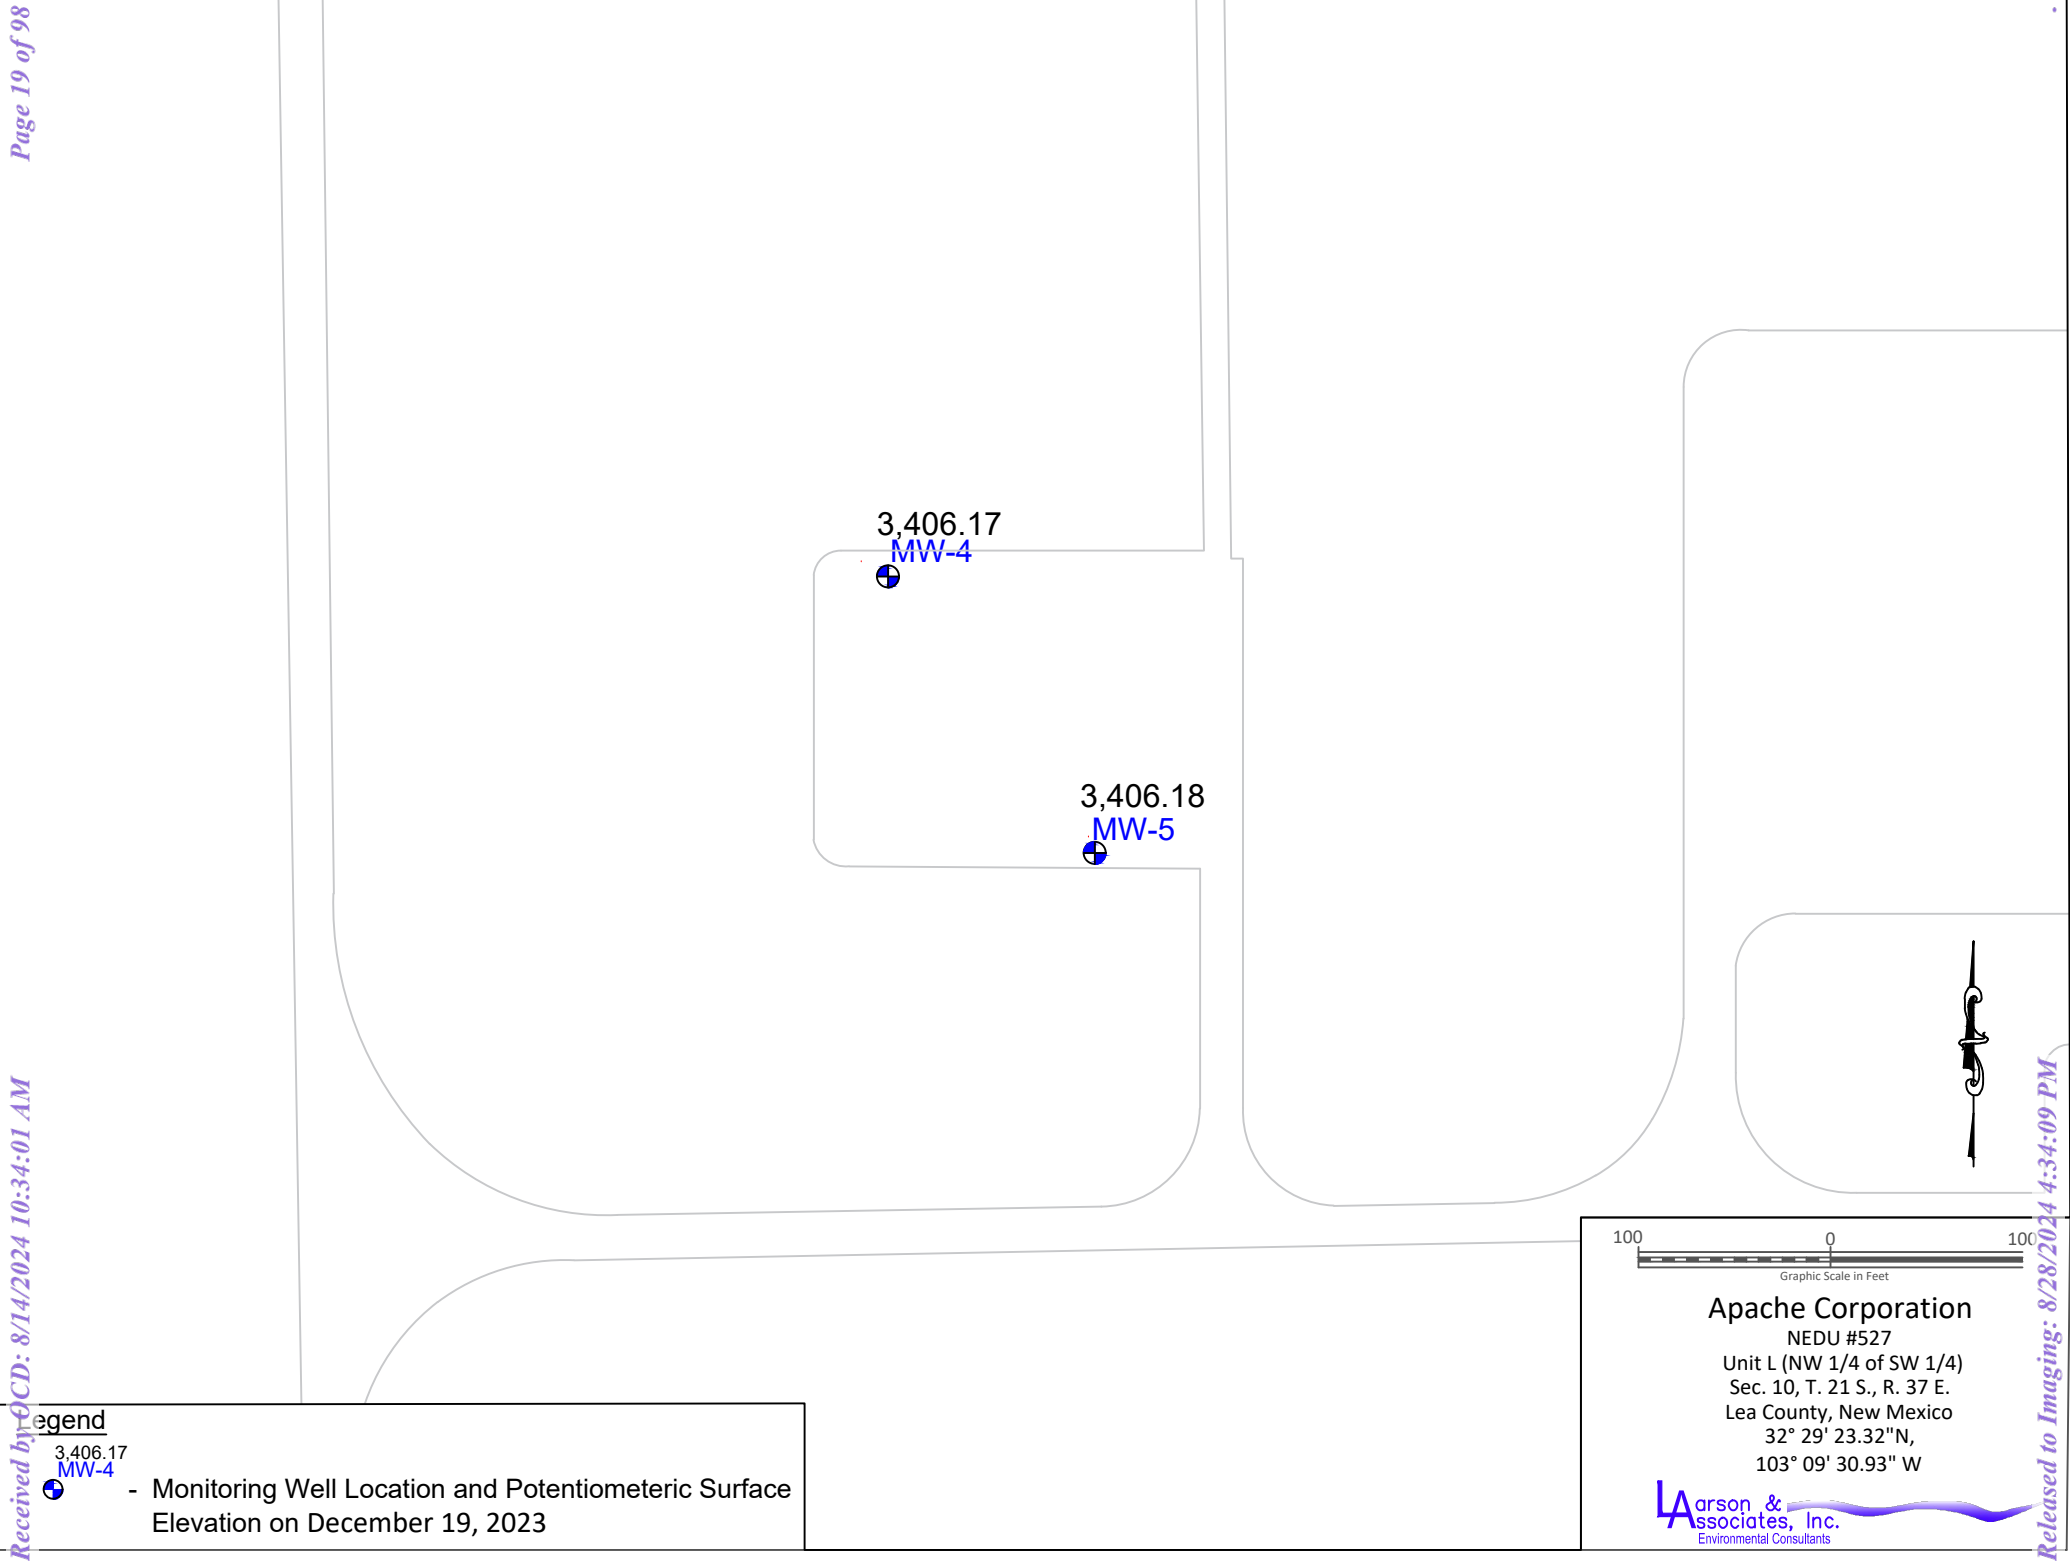 Page 19 of 98
3,406.17
MW-4
3,406.18
MW-5
Received by OCD: 8/14/2024 10:34:01 AM
Released to Imaging: 8/28/2024 4:34:09 PM
100 0 100
Graphic Scale in Feet
Apache Corporation
NEDU #527
Unit L (NW 1/4 of SW 1/4)
Sec. 10, T. 21 S., R. 37 E.
Lea County, New Mexico
32° 29' 23.32"N,
103° 09' 30.93" W
Larson &
Associates, Inc.
Environmental Consultants
Legend
3,406.17
MW-4
- Monitoring Well Location and Potentiometeric Surface
Elevation on December 19, 2023